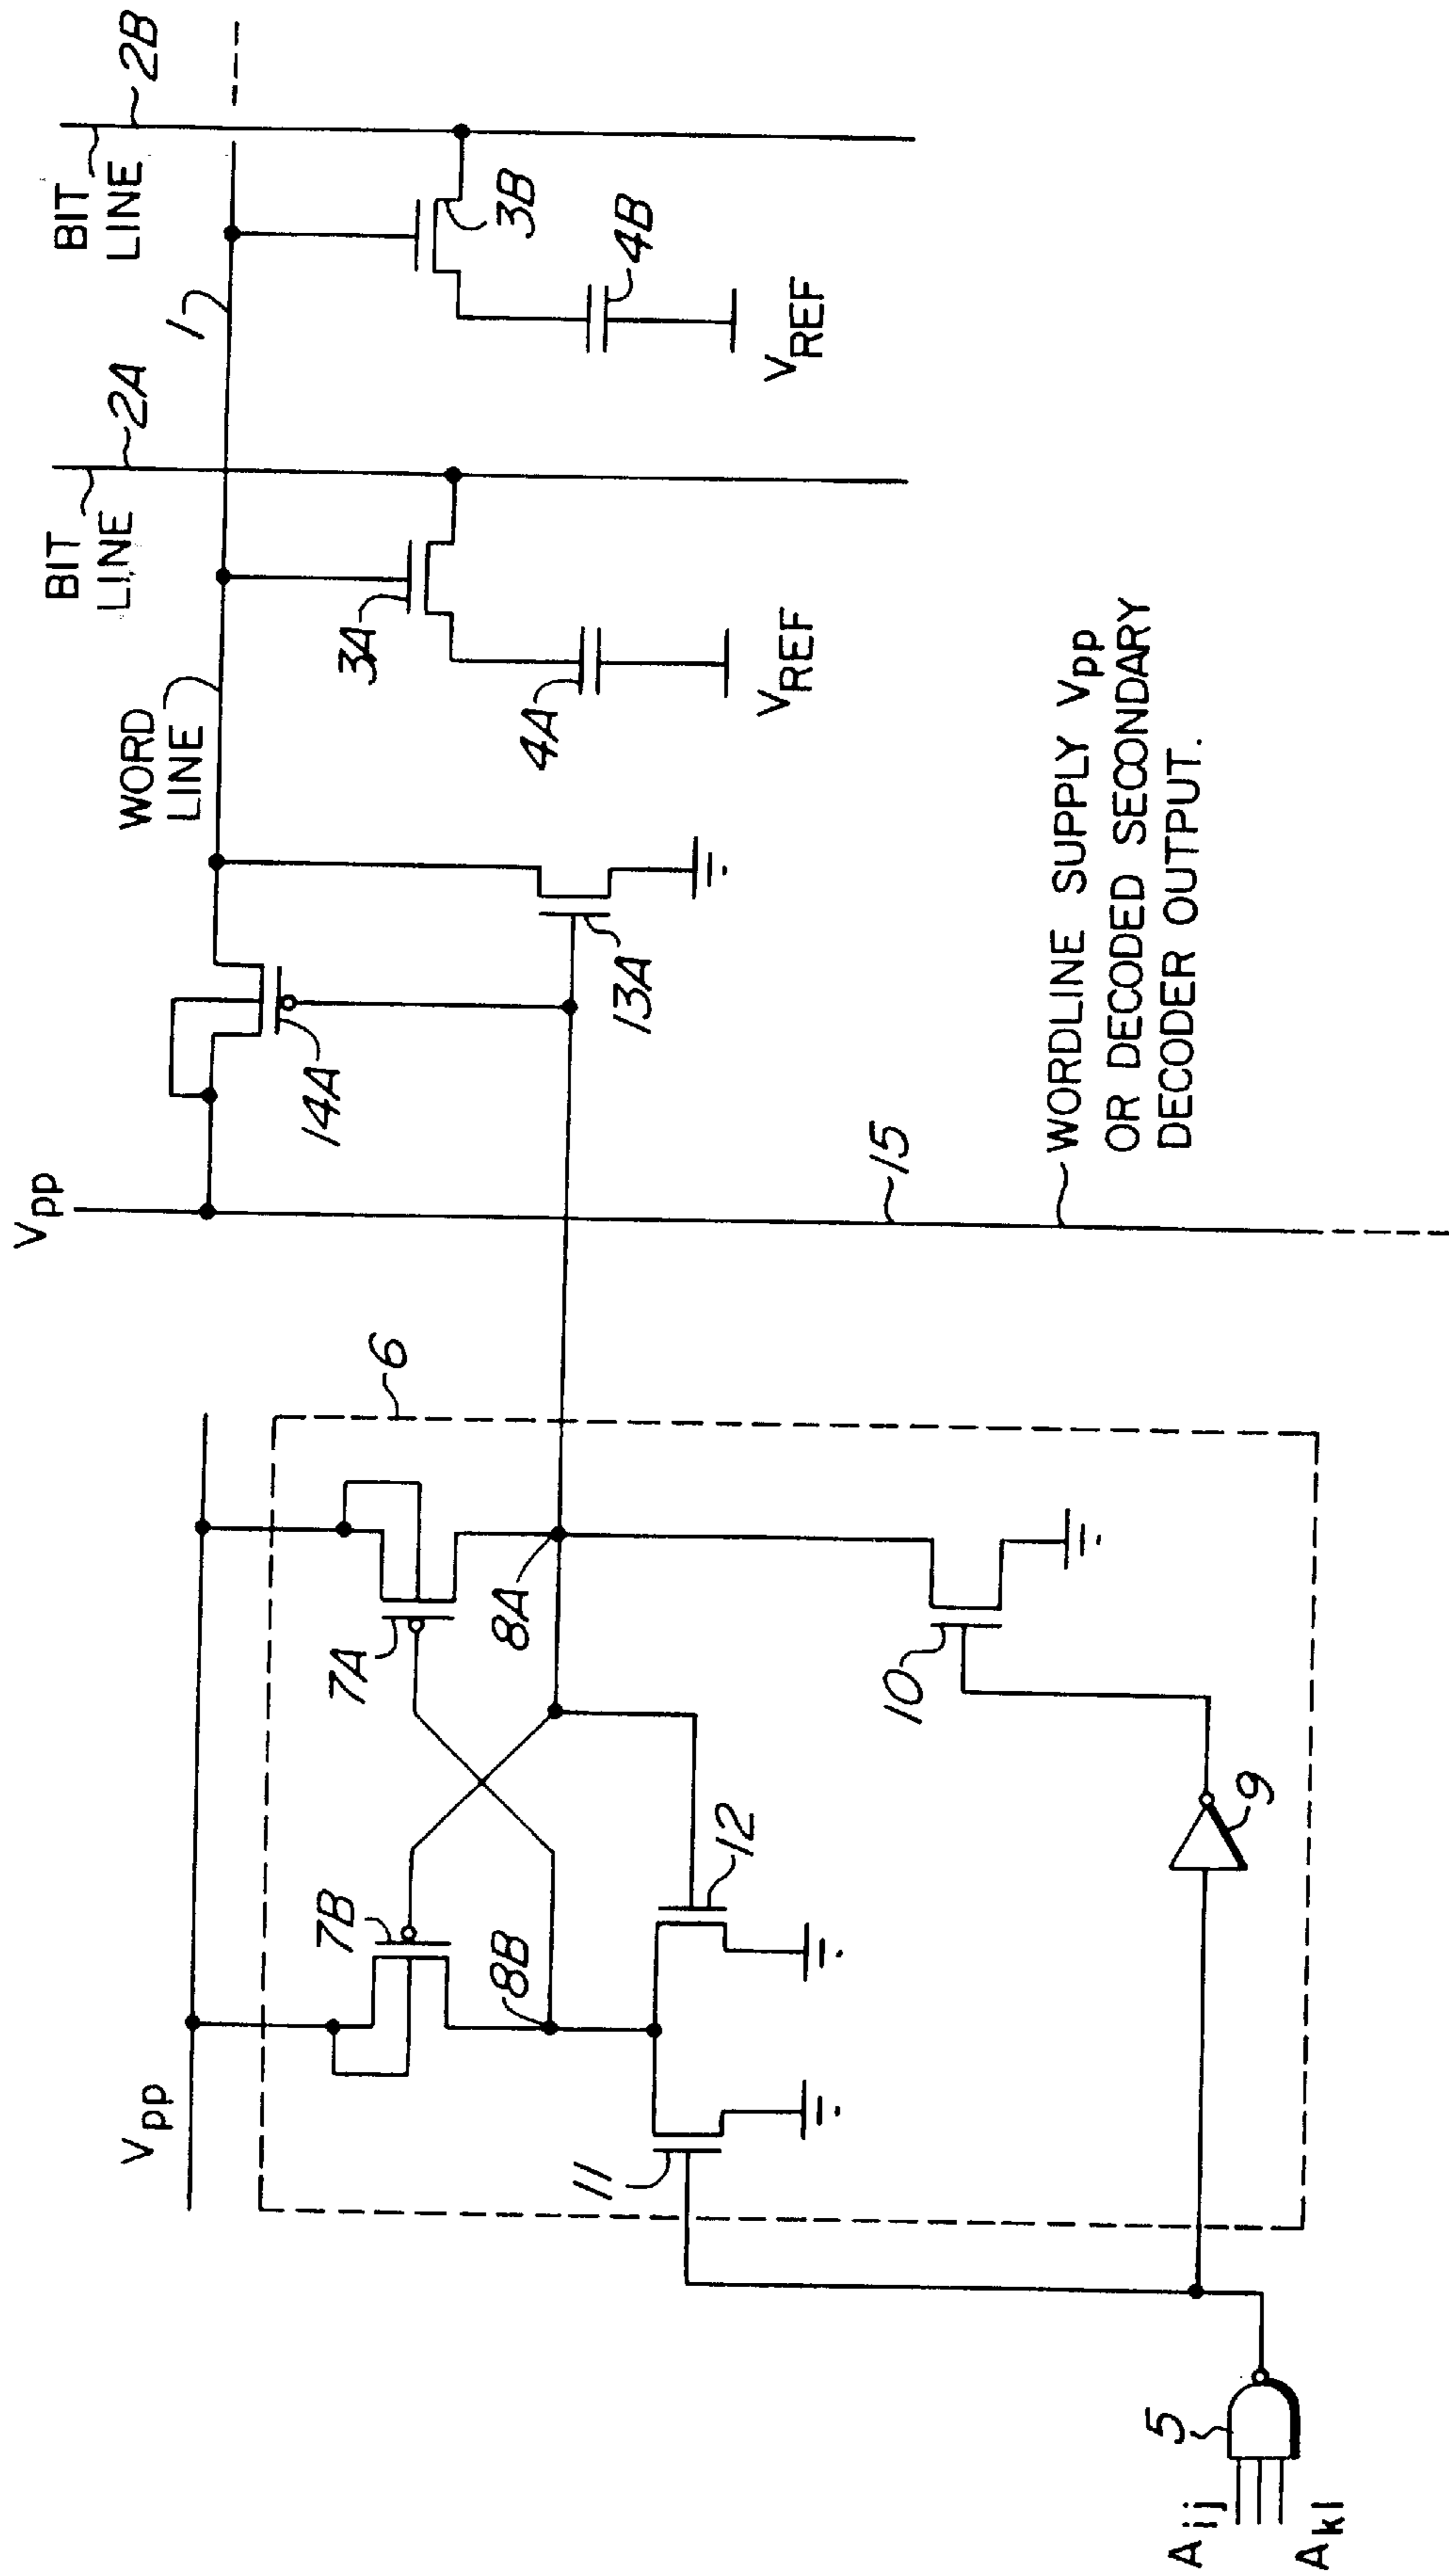 Vpp
Vpp
6
7A
7B
8A
8B
11
12
10
9
5
Aij
Akl
14A
13A
15
WORD
LINE
1
BIT
LINE
2A
BIT
LINE
2B
3A
4A
VREF
3B
4B
VREF
WORDLINE SUPPLY Vpp
OR DECODED SECONDARY
DECODER OUTPUT.